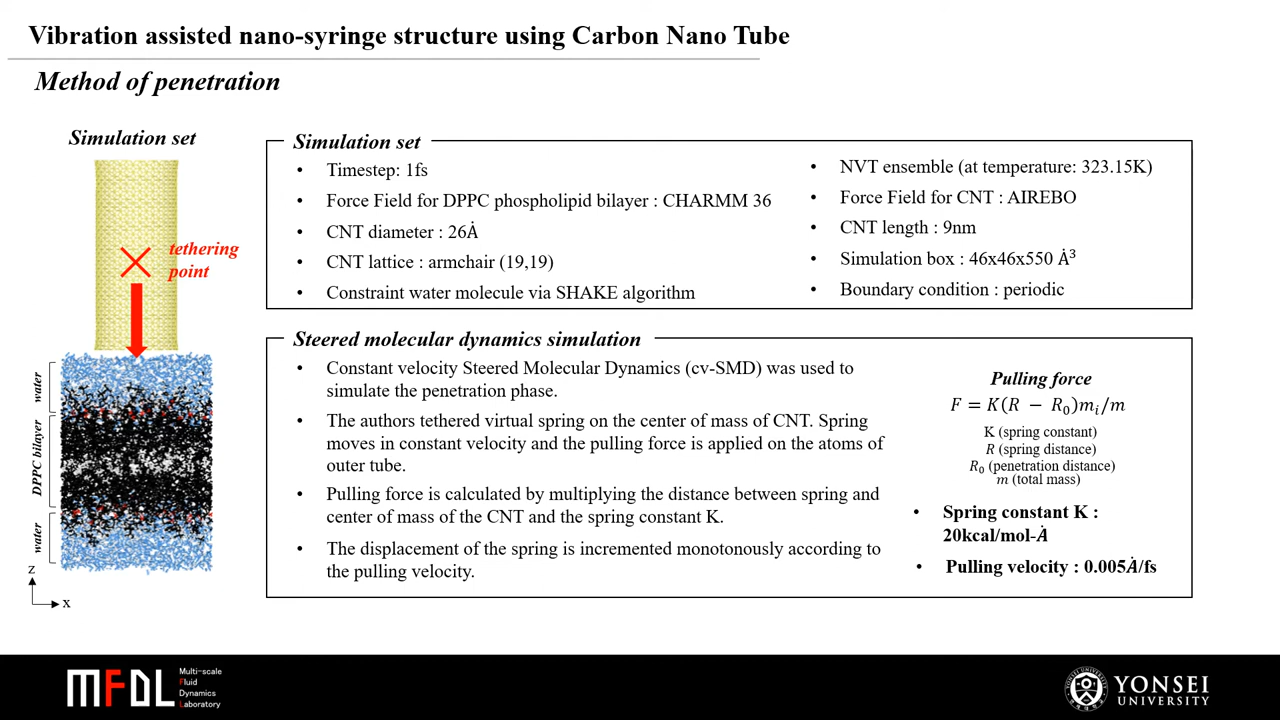 Vibration assisted nano-syringe structure using Carbon Nano Tube
Method of penetration
Simulation set
tethering
point
water
DPPC bilayer
water
z
x
Simulation set
• Timestep: 1fs
• Force Field for DPPC phospholipid bilayer : CHARMM 36
• CNT diameter : 26Å
• CNT lattice : armchair (19,19)
• Constraint water molecule via SHAKE algorithm
• NVT ensemble (at temperature: 323.15K)
• Force Field for CNT : AIREBO
• CNT length : 9nm
• Simulation box : 46x46x550 Å³
• Boundary condition : periodic
Steered molecular dynamics simulation
• Constant velocity Steered Molecular Dynamics (cv-SMD) was used to
simulate the penetration phase.
• The authors tethered virtual spring on the center of mass of CNT. Spring
moves in constant velocity and the pulling force is applied on the atoms of
outer tube.
• Pulling force is calculated by multiplying the distance between spring and
center of mass of the CNT and the spring constant K.
• The displacement of the spring is incremented monotonously according to
the pulling velocity.
Pulling force
F = K(R − R₀)mᵢ/m
K (spring constant)
R (spring distance)
R₀ (penetration distance)
m (total mass)
• Spring constant K :
20kcal/mol-Å
• Pulling velocity : 0.005Å/fs
MFDL
Multi-scale
Fluid
Dynamics
Laboratory
YONSEI
UNIVERSITY